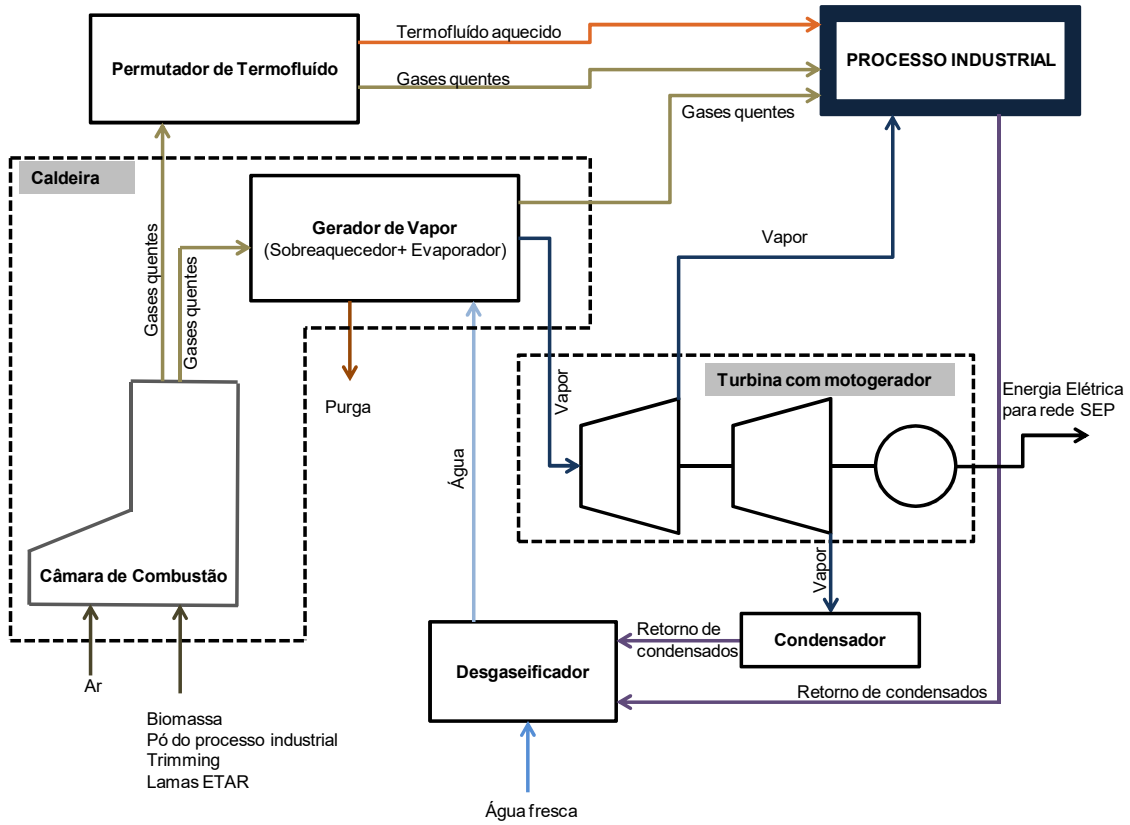 Termofluído aquecido
Permutador de Termofluído
PROCESSO INDUSTRIAL
Gases quentes
Gases quentes
Caldeira
Gerador de Vapor
(Sobreaquecedor+ Evaporador)
Vapor
Gases quentes
Gases quentes
Turbina com motogerador
Energia Elétrica
para rede SEP
Vapor
Purga
Água
Câmara de Combustão
Vapor
Retorno de
condensados
Condensador
Desgaseificador
Retorno de condensados
Ar
Biomassa
Pó do processo industrial
Trimming
Lamas ETAR
Água fresca